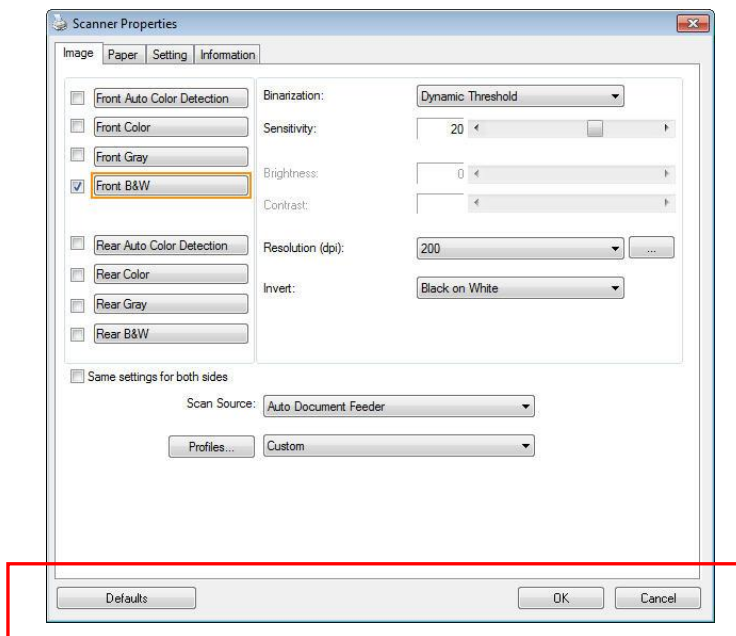 Scanner Properties
Image Paper Setting Information
Front Auto Color Detection
Front Color
Front Gray
Front B&W
Rear Auto Color Detection
Rear Color
Rear Gray
Rear B&W
Binarization: Dynamic Threshold
Sensitivity: 20
Brightness: 0
Contrast:
Resolution (dpi): 200 ...
Invert: Black on White
Same settings for both sides
Scan Source: Auto Document Feeder
Profiles... Custom
Defaults OK Cancel